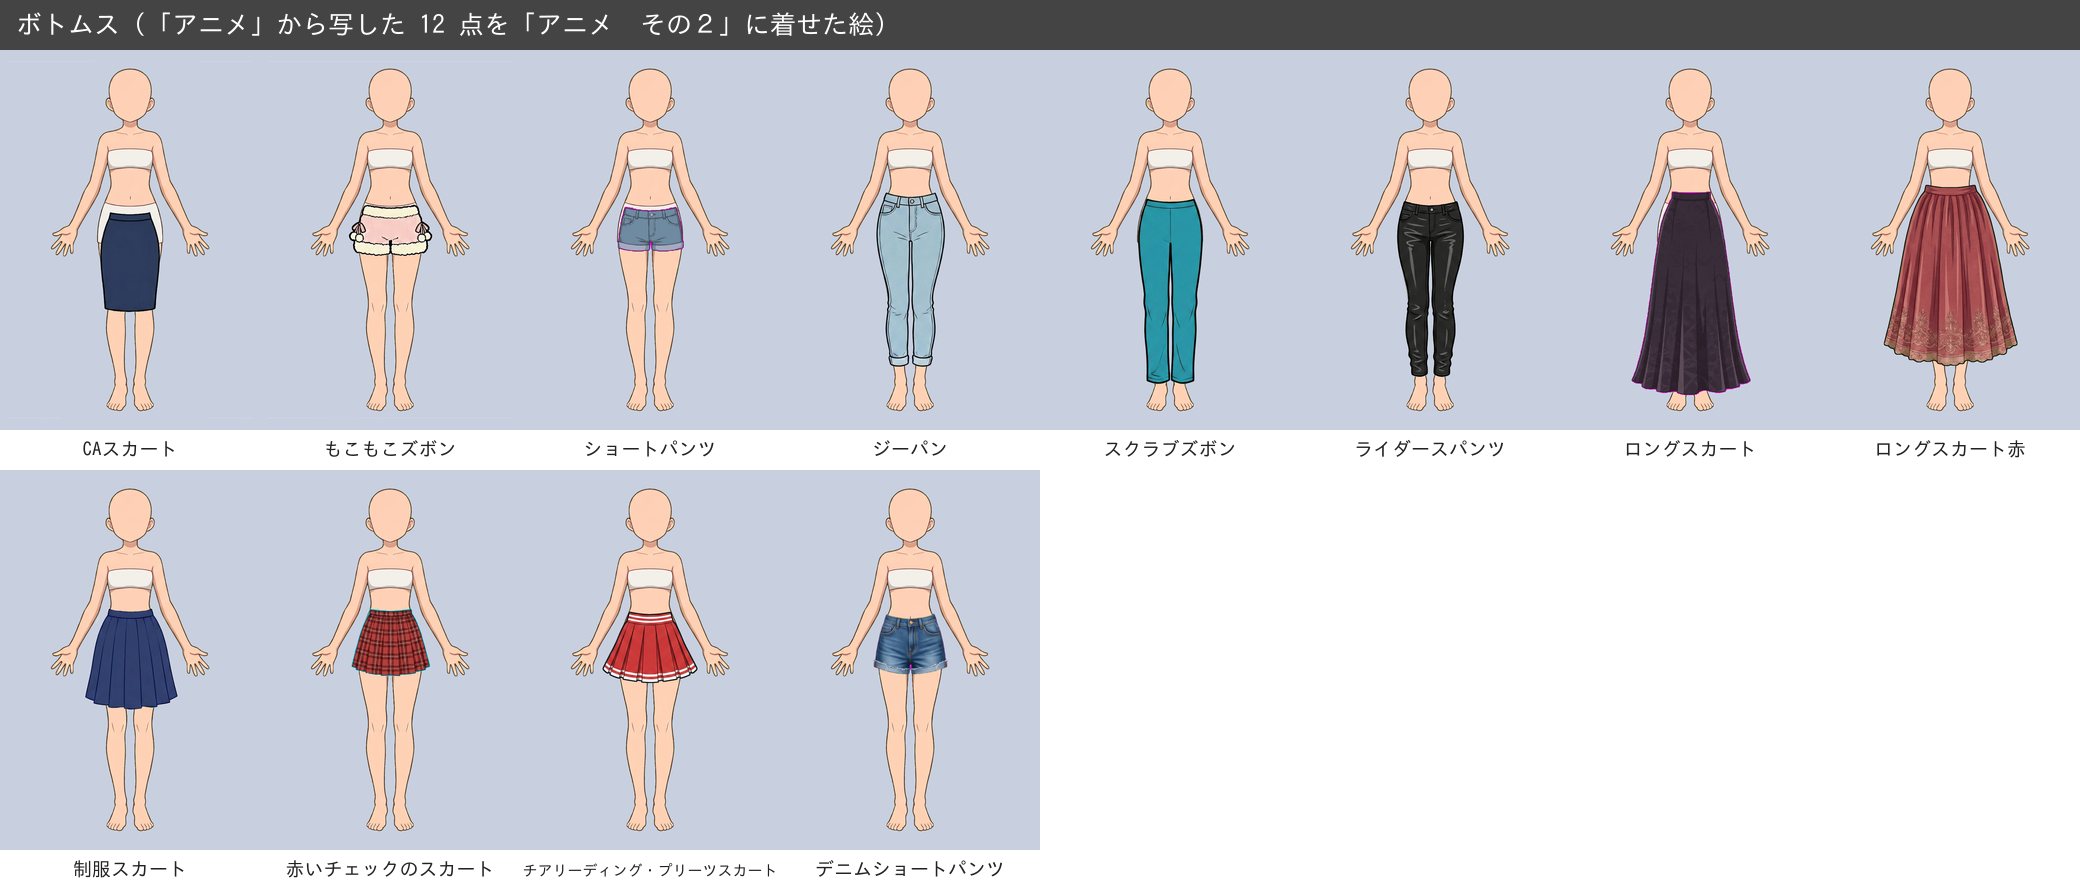 ボトムス（「アニメ」から写した 12 点を「アニメ　その２」に着せた絵）
CAスカート
もこもこズボン
ショートパンツ
ジーパン
スクラブズボン
ライダースパンツ
ロングスカート
ロングスカート赤
制服スカート
赤いチェックのスカート
チアリーディング・プリーツスカート
デニムショートパンツ